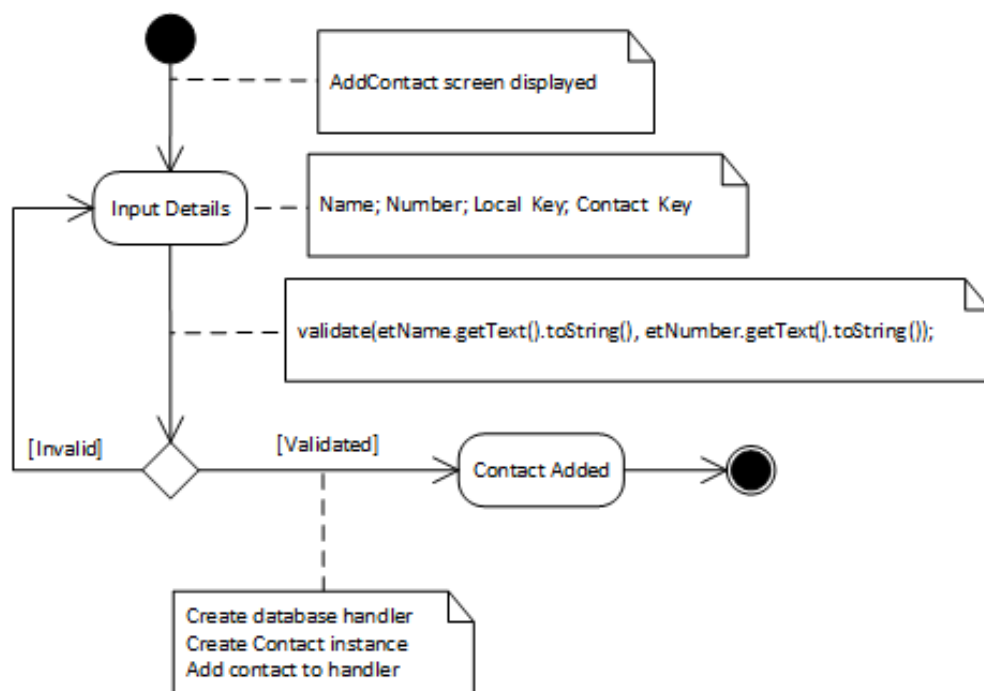 AddContact screen displayed
Input Details
Name; Number; Local Key; Contact Key
validate(etName.getText().toString(), etNumber.getText().toString());
[Invalid]
[Validated]
Contact Added
Create database handler
Create Contact instance
Add contact to handler